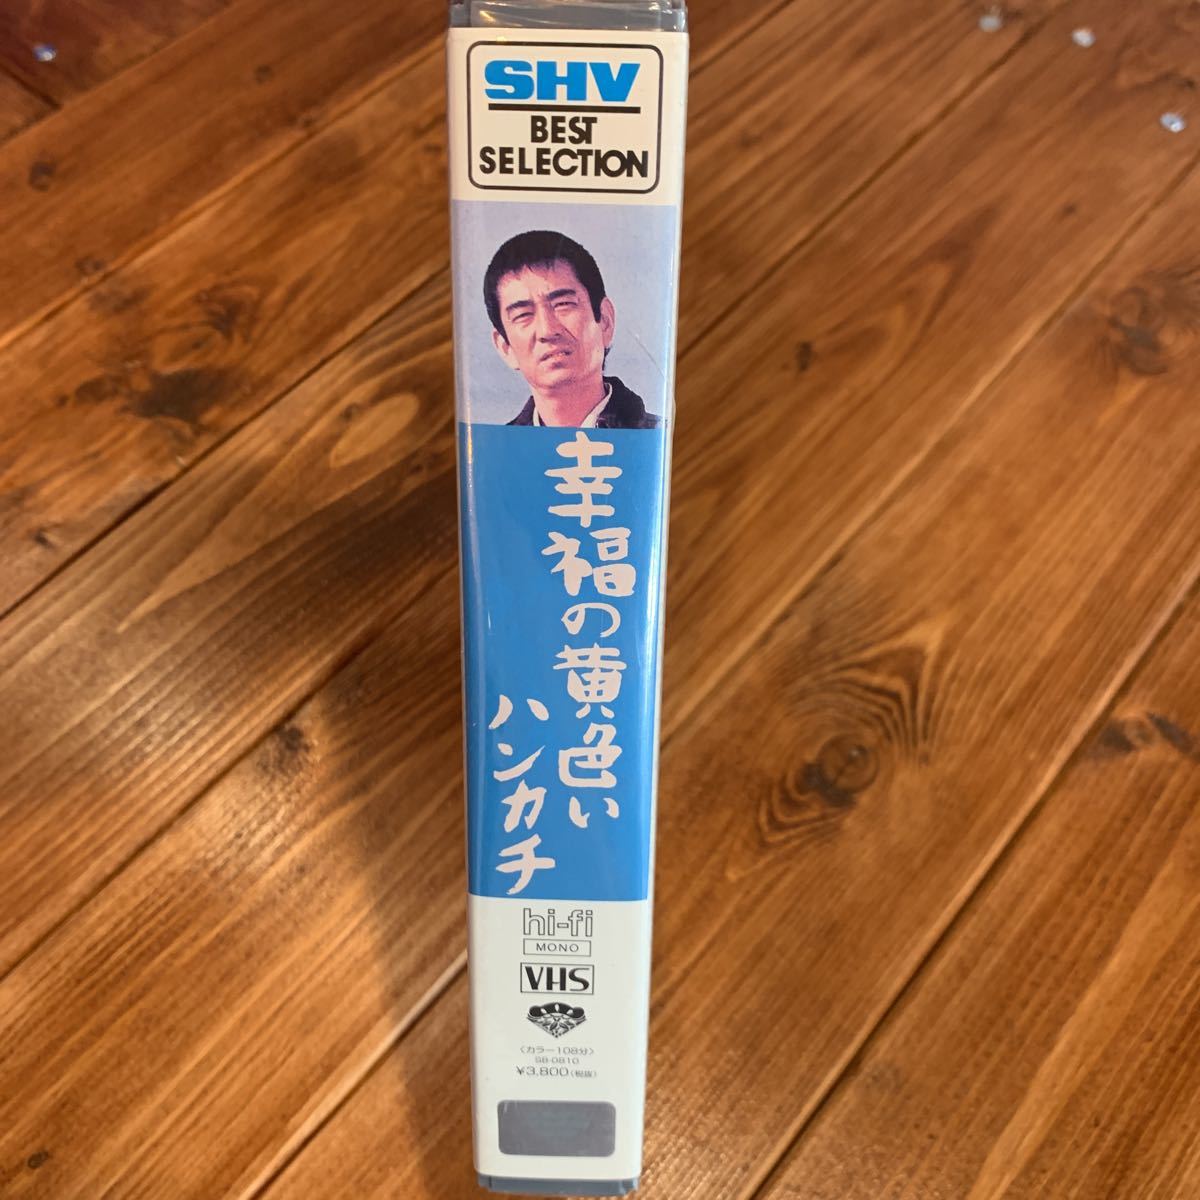 SHV
BEST
SELECTION
幸福の黄色い
ハンカチ
hi-fi
MONO
VHS
〈カラー108分〉
SB-0810
¥3,800(税抜)